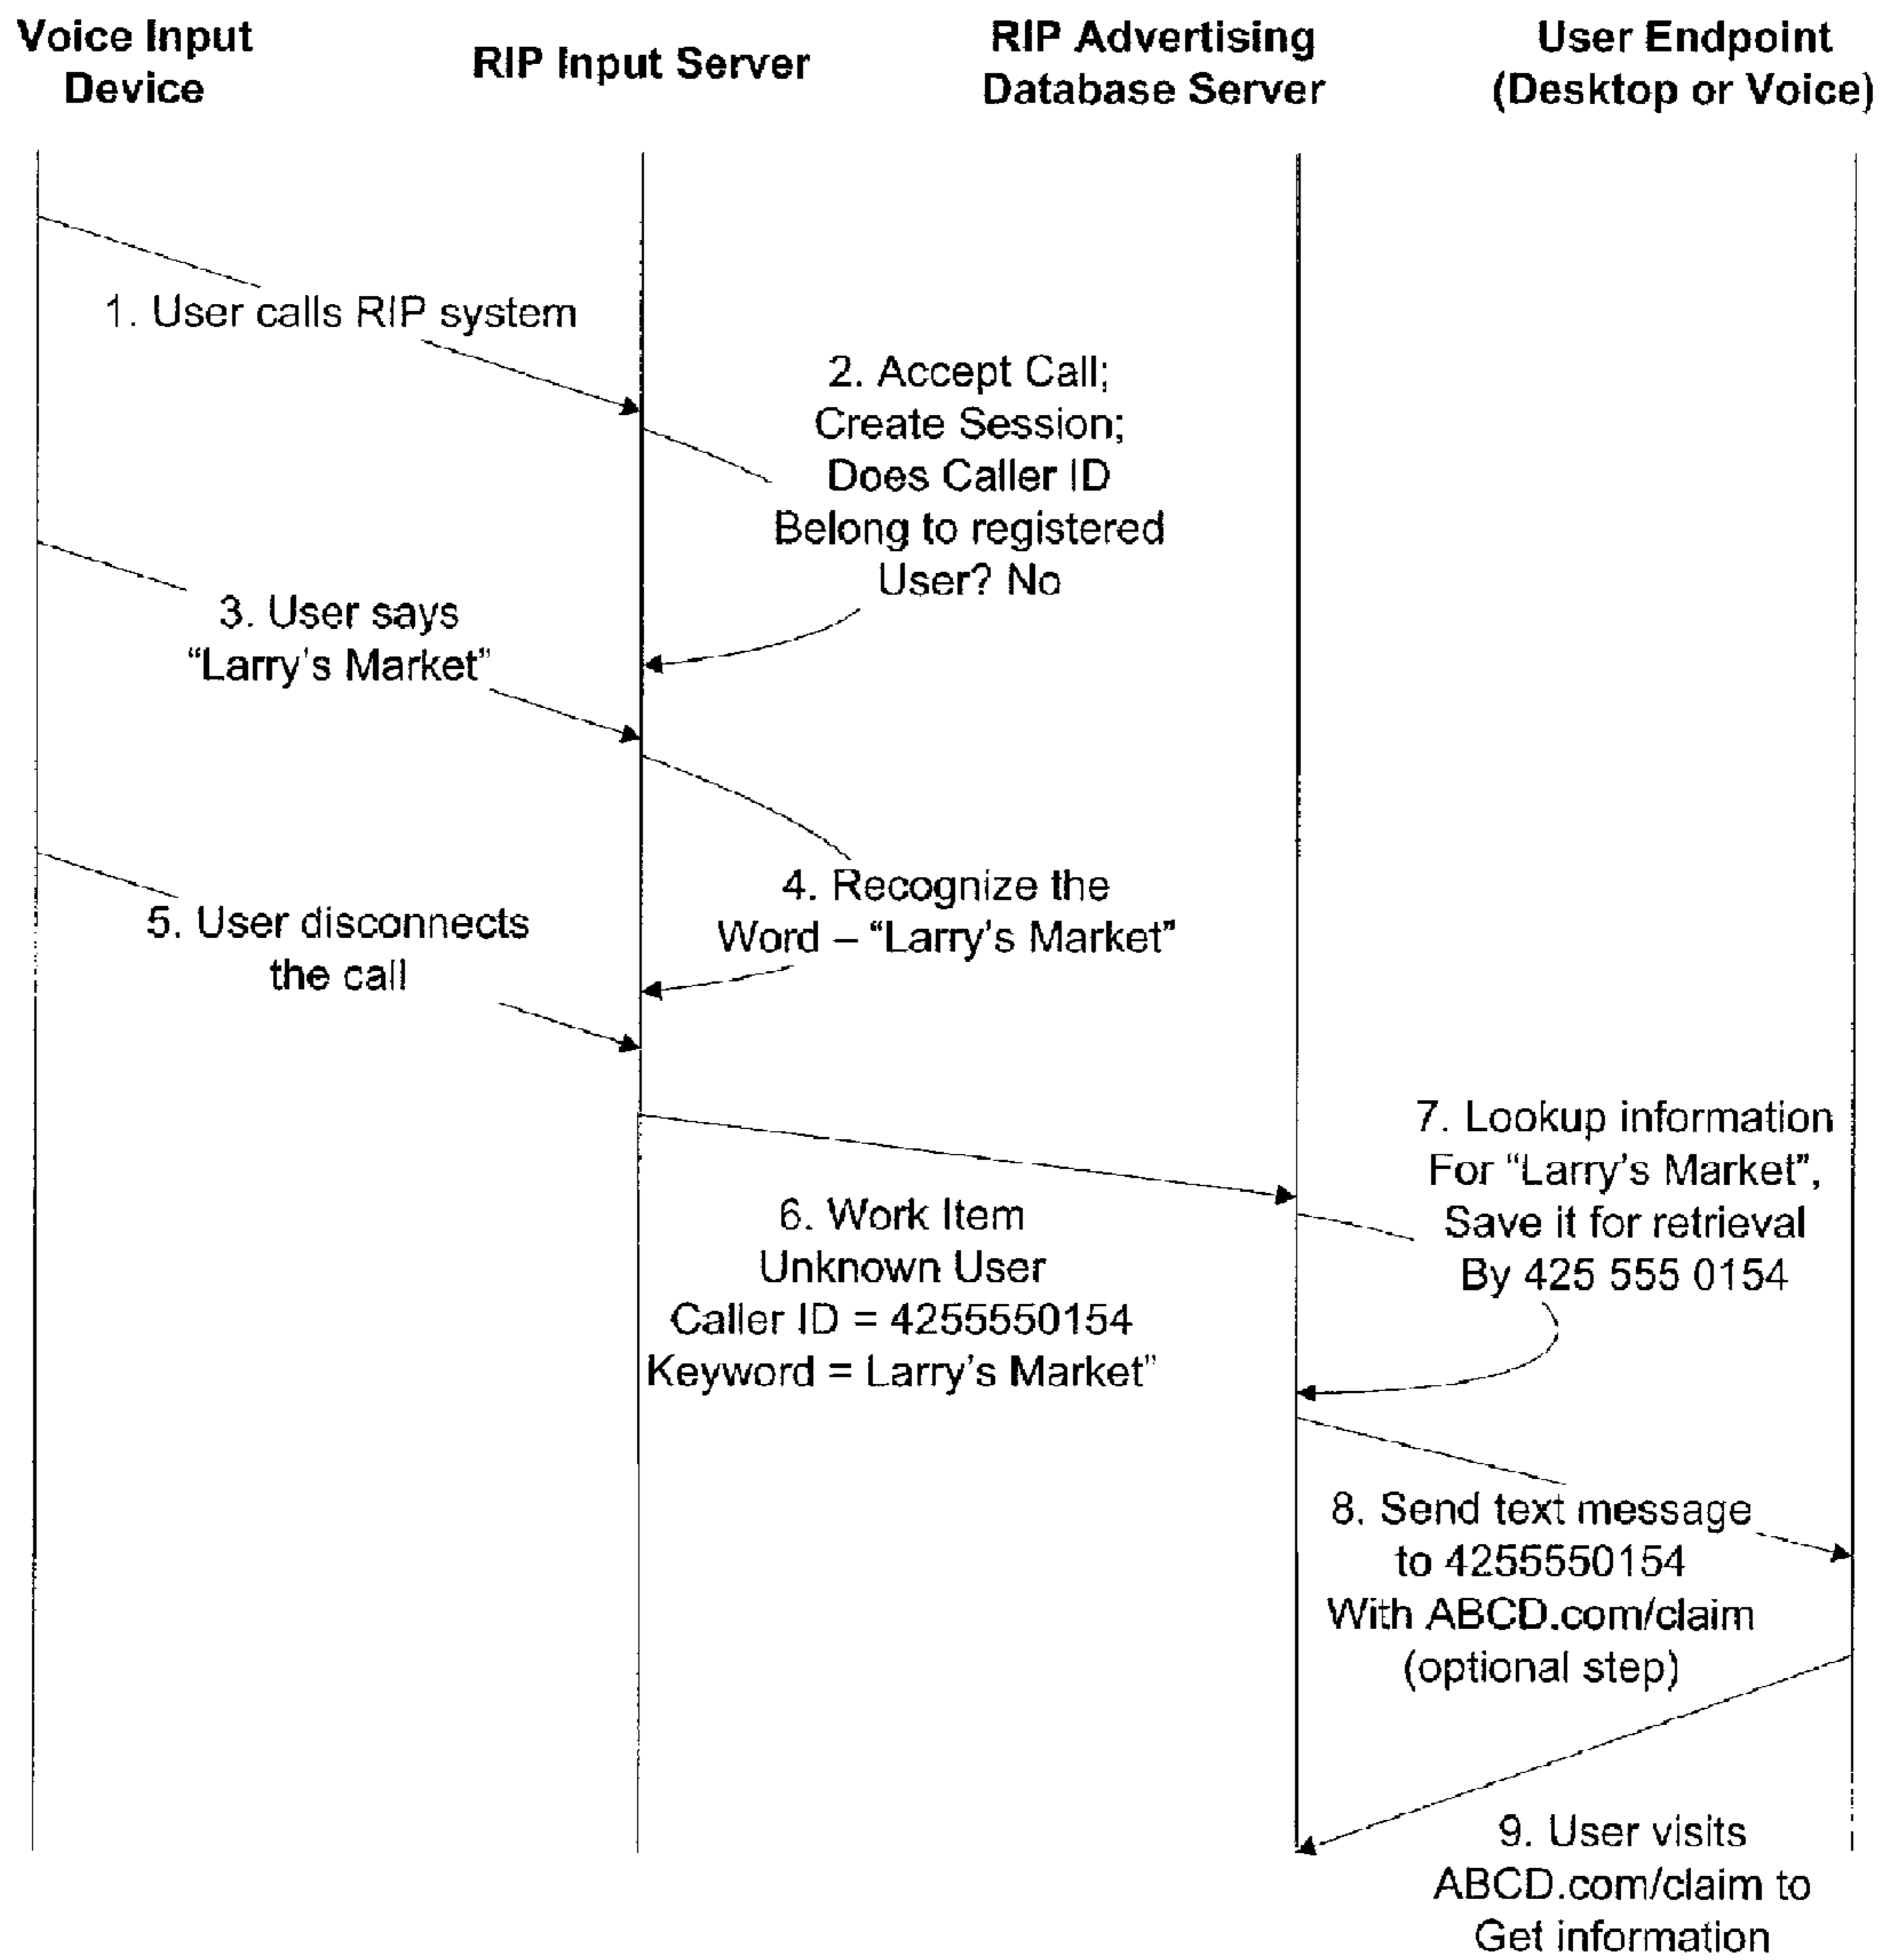 Voice Input
Device
RIP Input Server
RIP Advertising
Database Server
User Endpoint
(Desktop or Voice)
1. User calls RIP system
2. Accept Call;
Create Session;
Does Caller ID
Belong to registered
User? No
3. User says
“Larry’s Market”
4. Recognize the
Word – “Larry’s Market”
5. User disconnects
the call
6. Work Item
Unknown User
Caller ID = 4255550154
Keyword = Larry’s Market”
7. Lookup information
For “Larry’s Market”,
Save it for retrieval
By 425 555 0154
8. Send text message
to 4255550154
With ABCD.com/claim
(optional step)
9. User visits
ABCD.com/claim to
Get information